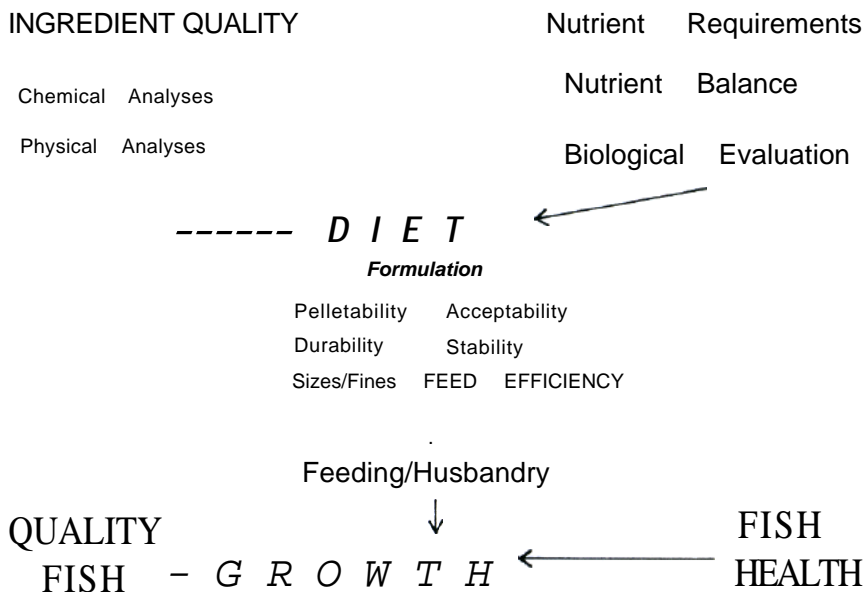 INGREDIENT QUALITY
Nutrient Requirements
Chemical Analyses
Nutrient Balance
Physical Analyses
Biological Evaluation
------ D I E T
Formulation
Pelletability Acceptability
Durability Stability
Sizes/Fines FEED EFFICIENCY
.
Feeding/Husbandry
QUALITY
FISH
- G R O W T H
FISH
HEALTH